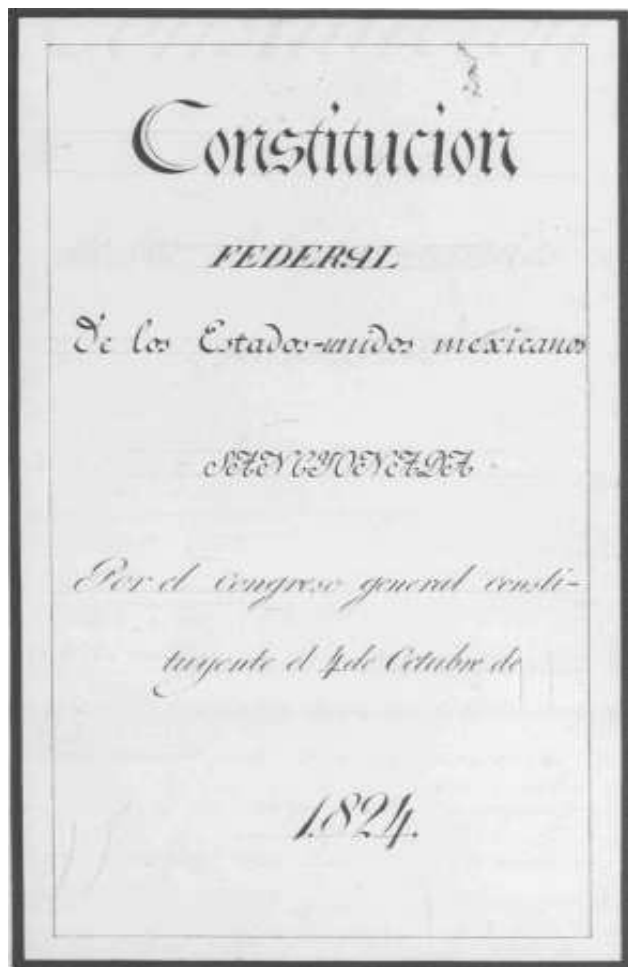 Constitucion
FEDERAL
De los Estados-unidos mexicanos
SANCIONADA
Por el congreso general consti-
tuyente el 4 de Octubre de
1824.